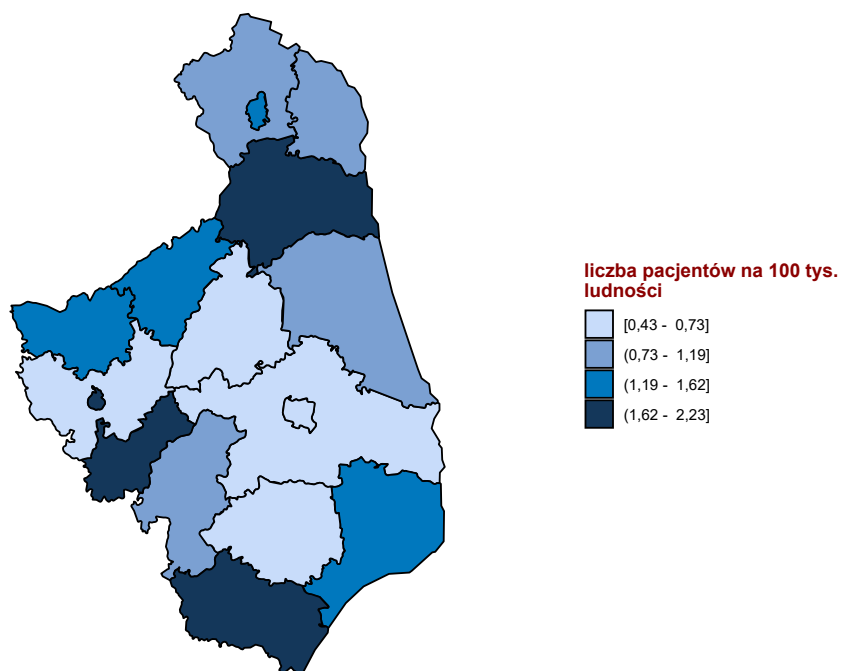 liczba pacjentów na 100 tys.
ludności
[0,43 - 0,73]
(0,73 - 1,19]
(1,19 - 1,62]
(1,62 - 2,23]